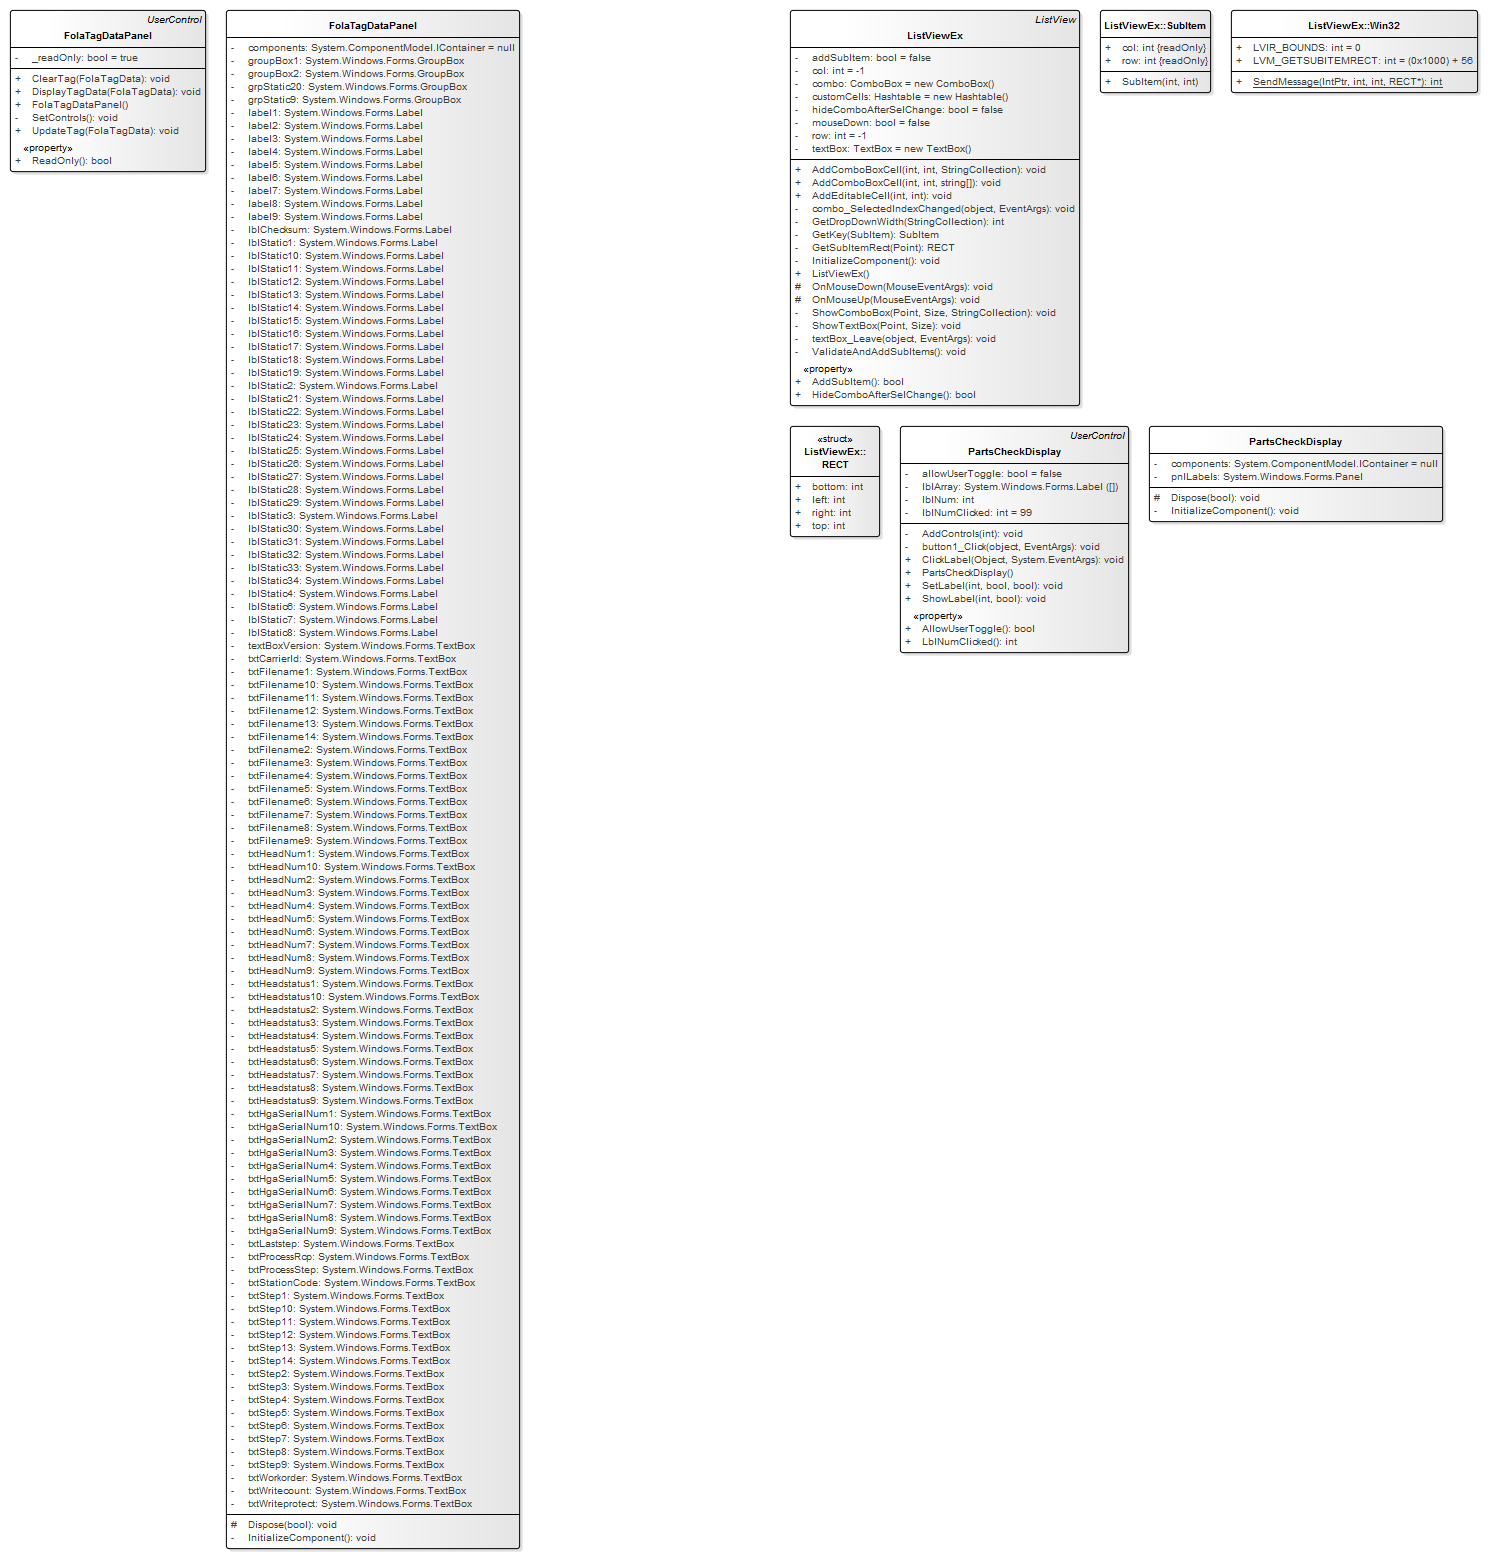 UserControl
FolaTagDataPanel
- _readOnly: bool = true
+ ClearTag(FolaTagData): void
+ DisplayTagData(FolaTagData): void
+ FolaTagDataPanel()
- SetControls(): void
+ UpdateTag(FolaTagData): void
«property»
+ ReadOnly(): bool
FolaTagDataPanel
- components: System.ComponentModel.IContainer = null
- groupBox1: System.Windows.Forms.GroupBox
- groupBox2: System.Windows.Forms.GroupBox
- grpStatic20: System.Windows.Forms.GroupBox
- grpStatic9: System.Windows.Forms.GroupBox
- label1: System.Windows.Forms.Label
- label2: System.Windows.Forms.Label
- label3: System.Windows.Forms.Label
- label4: System.Windows.Forms.Label
- label5: System.Windows.Forms.Label
- label6: System.Windows.Forms.Label
- label7: System.Windows.Forms.Label
- label8: System.Windows.Forms.Label
- label9: System.Windows.Forms.Label
- lblChecksum: System.Windows.Forms.Label
- lblStatic1: System.Windows.Forms.Label
- lblStatic10: System.Windows.Forms.Label
- lblStatic11: System.Windows.Forms.Label
- lblStatic12: System.Windows.Forms.Label
- lblStatic13: System.Windows.Forms.Label
- lblStatic14: System.Windows.Forms.Label
- lblStatic15: System.Windows.Forms.Label
- lblStatic16: System.Windows.Forms.Label
- lblStatic17: System.Windows.Forms.Label
- lblStatic18: System.Windows.Forms.Label
- lblStatic19: System.Windows.Forms.Label
- lblStatic2: System.Windows.Forms.Label
- lblStatic21: System.Windows.Forms.Label
- lblStatic22: System.Windows.Forms.Label
- lblStatic23: System.Windows.Forms.Label
- lblStatic24: System.Windows.Forms.Label
- lblStatic25: System.Windows.Forms.Label
- lblStatic26: System.Windows.Forms.Label
- lblStatic27: System.Windows.Forms.Label
- lblStatic28: System.Windows.Forms.Label
- lblStatic29: System.Windows.Forms.Label
- lblStatic3: System.Windows.Forms.Label
- lblStatic30: System.Windows.Forms.Label
- lblStatic31: System.Windows.Forms.Label
- lblStatic32: System.Windows.Forms.Label
- lblStatic33: System.Windows.Forms.Label
- lblStatic34: System.Windows.Forms.Label
- lblStatic4: System.Windows.Forms.Label
- lblStatic6: System.Windows.Forms.Label
- lblStatic7: System.Windows.Forms.Label
- lblStatic8: System.Windows.Forms.Label
- textBoxVersion: System.Windows.Forms.TextBox
- txtCarrierId: System.Windows.Forms.TextBox
- txtFilename1: System.Windows.Forms.TextBox
- txtFilename10: System.Windows.Forms.TextBox
- txtFilename11: System.Windows.Forms.TextBox
- txtFilename12: System.Windows.Forms.TextBox
- txtFilename13: System.Windows.Forms.TextBox
- txtFilename14: System.Windows.Forms.TextBox
- txtFilename2: System.Windows.Forms.TextBox
- txtFilename3: System.Windows.Forms.TextBox
- txtFilename4: System.Windows.Forms.TextBox
- txtFilename5: System.Windows.Forms.TextBox
- txtFilename6: System.Windows.Forms.TextBox
- txtFilename7: System.Windows.Forms.TextBox
- txtFilename8: System.Windows.Forms.TextBox
- txtFilename9: System.Windows.Forms.TextBox
- txtHeadNum1: System.Windows.Forms.TextBox
- txtHeadNum10: System.Windows.Forms.TextBox
- txtHeadNum2: System.Windows.Forms.TextBox
- txtHeadNum3: System.Windows.Forms.TextBox
- txtHeadNum4: System.Windows.Forms.TextBox
- txtHeadNum5: System.Windows.Forms.TextBox
- txtHeadNum6: System.Windows.Forms.TextBox
- txtHeadNum7: System.Windows.Forms.TextBox
- txtHeadNum8: System.Windows.Forms.TextBox
- txtHeadNum9: System.Windows.Forms.TextBox
- txtHeadstatus1: System.Windows.Forms.TextBox
- txtHeadstatus10: System.Windows.Forms.TextBox
- txtHeadstatus2: System.Windows.Forms.TextBox
- txtHeadstatus3: System.Windows.Forms.TextBox
- txtHeadstatus4: System.Windows.Forms.TextBox
- txtHeadstatus5: System.Windows.Forms.TextBox
- txtHeadstatus6: System.Windows.Forms.TextBox
- txtHeadstatus7: System.Windows.Forms.TextBox
- txtHeadstatus8: System.Windows.Forms.TextBox
- txtHeadstatus9: System.Windows.Forms.TextBox
- txtHgaSerialNum1: System.Windows.Forms.TextBox
- txtHgaSerialNum10: System.Windows.Forms.TextBox
- txtHgaSerialNum2: System.Windows.Forms.TextBox
- txtHgaSerialNum3: System.Windows.Forms.TextBox
- txtHgaSerialNum4: System.Windows.Forms.TextBox
- txtHgaSerialNum5: System.Windows.Forms.TextBox
- txtHgaSerialNum6: System.Windows.Forms.TextBox
- txtHgaSerialNum7: System.Windows.Forms.TextBox
- txtHgaSerialNum8: System.Windows.Forms.TextBox
- txtHgaSerialNum9: System.Windows.Forms.TextBox
- txtLaststep: System.Windows.Forms.TextBox
- txtProcessRcp: System.Windows.Forms.TextBox
- txtProcessStep: System.Windows.Forms.TextBox
- txtStationCode: System.Windows.Forms.TextBox
- txtStep1: System.Windows.Forms.TextBox
- txtStep10: System.Windows.Forms.TextBox
- txtStep11: System.Windows.Forms.TextBox
- txtStep12: System.Windows.Forms.TextBox
- txtStep13: System.Windows.Forms.TextBox
- txtStep14: System.Windows.Forms.TextBox
- txtStep2: System.Windows.Forms.TextBox
- txtStep3: System.Windows.Forms.TextBox
- txtStep4: System.Windows.Forms.TextBox
- txtStep5: System.Windows.Forms.TextBox
- txtStep6: System.Windows.Forms.TextBox
- txtStep7: System.Windows.Forms.TextBox
- txtStep8: System.Windows.Forms.TextBox
- txtStep9: System.Windows.Forms.TextBox
- txtWorkorder: System.Windows.Forms.TextBox
- txtWritecount: System.Windows.Forms.TextBox
- txtWriteprotect: System.Windows.Forms.TextBox
# Dispose(bool): void
- InitializeComponent(): void
ListView
ListViewEx
- addSubItem: bool = false
- col: int = -1
- combo: ComboBox = new ComboBox()
- customCells: Hashtable = new Hashtable()
- hideComboAfterSelChange: bool = false
- mouseDown: bool = false
- row: int = -1
- textBox: TextBox = new TextBox()
+ AddComboBoxCell(int, int, StringCollection): void
+ AddComboBoxCell(int, int, string[]): void
+ AddEditableCell(int, int): void
- combo_SelectedIndexChanged(object, EventArgs): void
- GetDropDownWidth(StringCollection): int
- GetKey(SubItem): SubItem
- GetSubItemRect(Point): RECT
- InitializeComponent(): void
+ ListViewEx()
# OnMouseDown(MouseEventArgs): void
# OnMouseUp(MouseEventArgs): void
- ShowComboBox(Point, Size, StringCollection): void
- ShowTextBox(Point, Size): void
- textBox_Leave(object, EventArgs): void
- ValidateAndAddSubItems(): void
«property»
+ AddSubItem(): bool
+ HideComboAfterSelChange(): bool
ListViewEx::SubItem
+ col: int {readOnly}
+ row: int {readOnly}
+ SubItem(int, int)
ListViewEx::Win32
+ LVIR_BOUNDS: int = 0
+ LVM_GETSUBITEMRECT: int = (0x1000) + 56
+ SendMessage(IntPtr, int, int, RECT*): int
«struct»
ListViewEx::
RECT
+ bottom: int
+ left: int
+ right: int
+ top: int
UserControl
PartsCheckDisplay
- allowUserToggle: bool = false
- lblArray: System.Windows.Forms.Label ([])
- lblNum: int
- lblNumClicked: int = 99
- AddControls(int): void
- button1_Click(object, EventArgs): void
+ ClickLabel(Object, System.EventArgs): void
+ PartsCheckDisplay()
+ SetLabel(int, bool, bool): void
+ ShowLabel(int, bool): void
«property»
+ AllowUserToggle(): bool
+ LblNumClicked(): int
PartsCheckDisplay
- components: System.ComponentModel.IContainer = null
- pnlLabels: System.Windows.Forms.Panel
# Dispose(bool): void
- InitializeComponent(): void